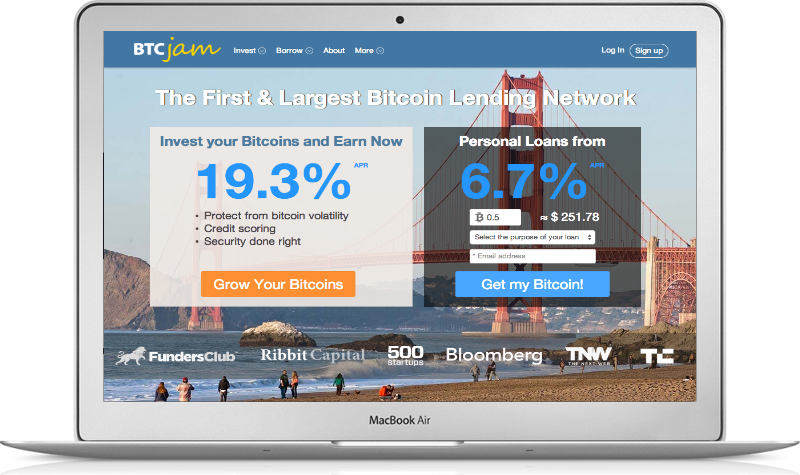 BTCjam Invest Borrow About More Log In Sign up
The First & Largest Bitcoin Lending Network
Invest your Bitcoins and Earn Now
19.3% APR
• Protect from bitcoin volatility
• Credit scoring
• Security done right
Grow Your Bitcoins
Personal Loans from
6.7% APR
₿ 0.5 ≈ $ 251.78
Select the purpose of your loan
* Email address
Get my Bitcoin!
FundersClub Ribbit Capital 500 startups Bloomberg TNW THE NEXT WEB TC
MacBook Air